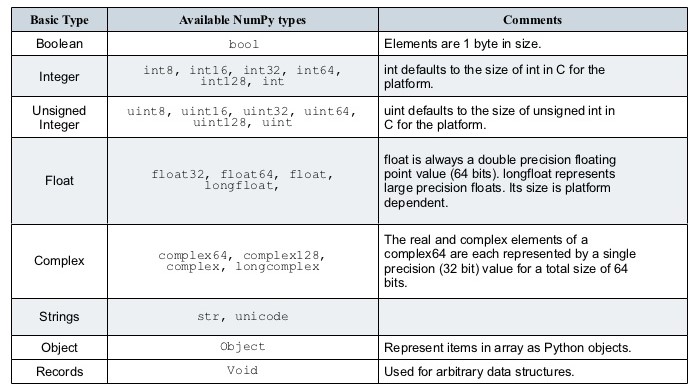 Basic Type Available NumPy types Comments
Boolean bool Elements are 1 byte in size.
Integer int8, int16, int32, int64, int128, int int defaults to the size of int in C for the platform.
Unsigned Integer uint8, uint16, uint32, uint64, uint128, uint uint defaults to the size of unsigned int in C for the platform.
Float float32, float64, float, longfloat, float is always a double precision floating point value (64 bits). longfloat represents large precision floats. Its size is platform dependent.
Complex complex64, complex128, complex, longcomplex The real and complex elements of a complex64 are each represented by a single precision (32 bit) value for a total size of 64 bits.
Strings str, unicode
Object Object Represent items in array as Python objects.
Records Void Used for arbitrary data structures.